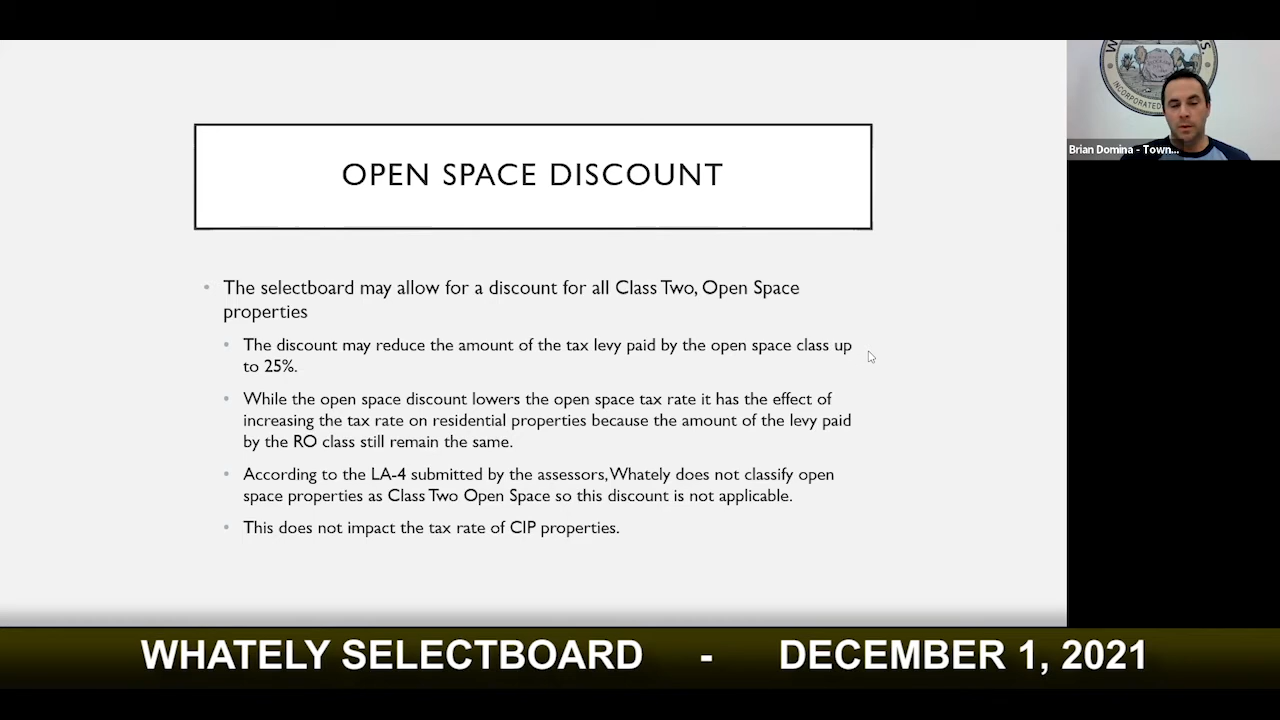 OPEN SPACE DISCOUNT
• The selectboard may allow for a discount for all Class Two, Open Space
properties
• The discount may reduce the amount of the tax levy paid by the open space class up
to 25%.
• While the open space discount lowers the open space tax rate it has the effect of
increasing the tax rate on residential properties because the amount of the levy paid
by the RO class still remain the same.
• According to the LA-4 submitted by the assessors, Whately does not classify open
space properties as Class Two Open Space so this discount is not applicable.
• This does not impact the tax rate of CIP properties.
INCORPORATED
Brian Domina - Town...
WHATELY SELECTBOARD - DECEMBER 1, 2021